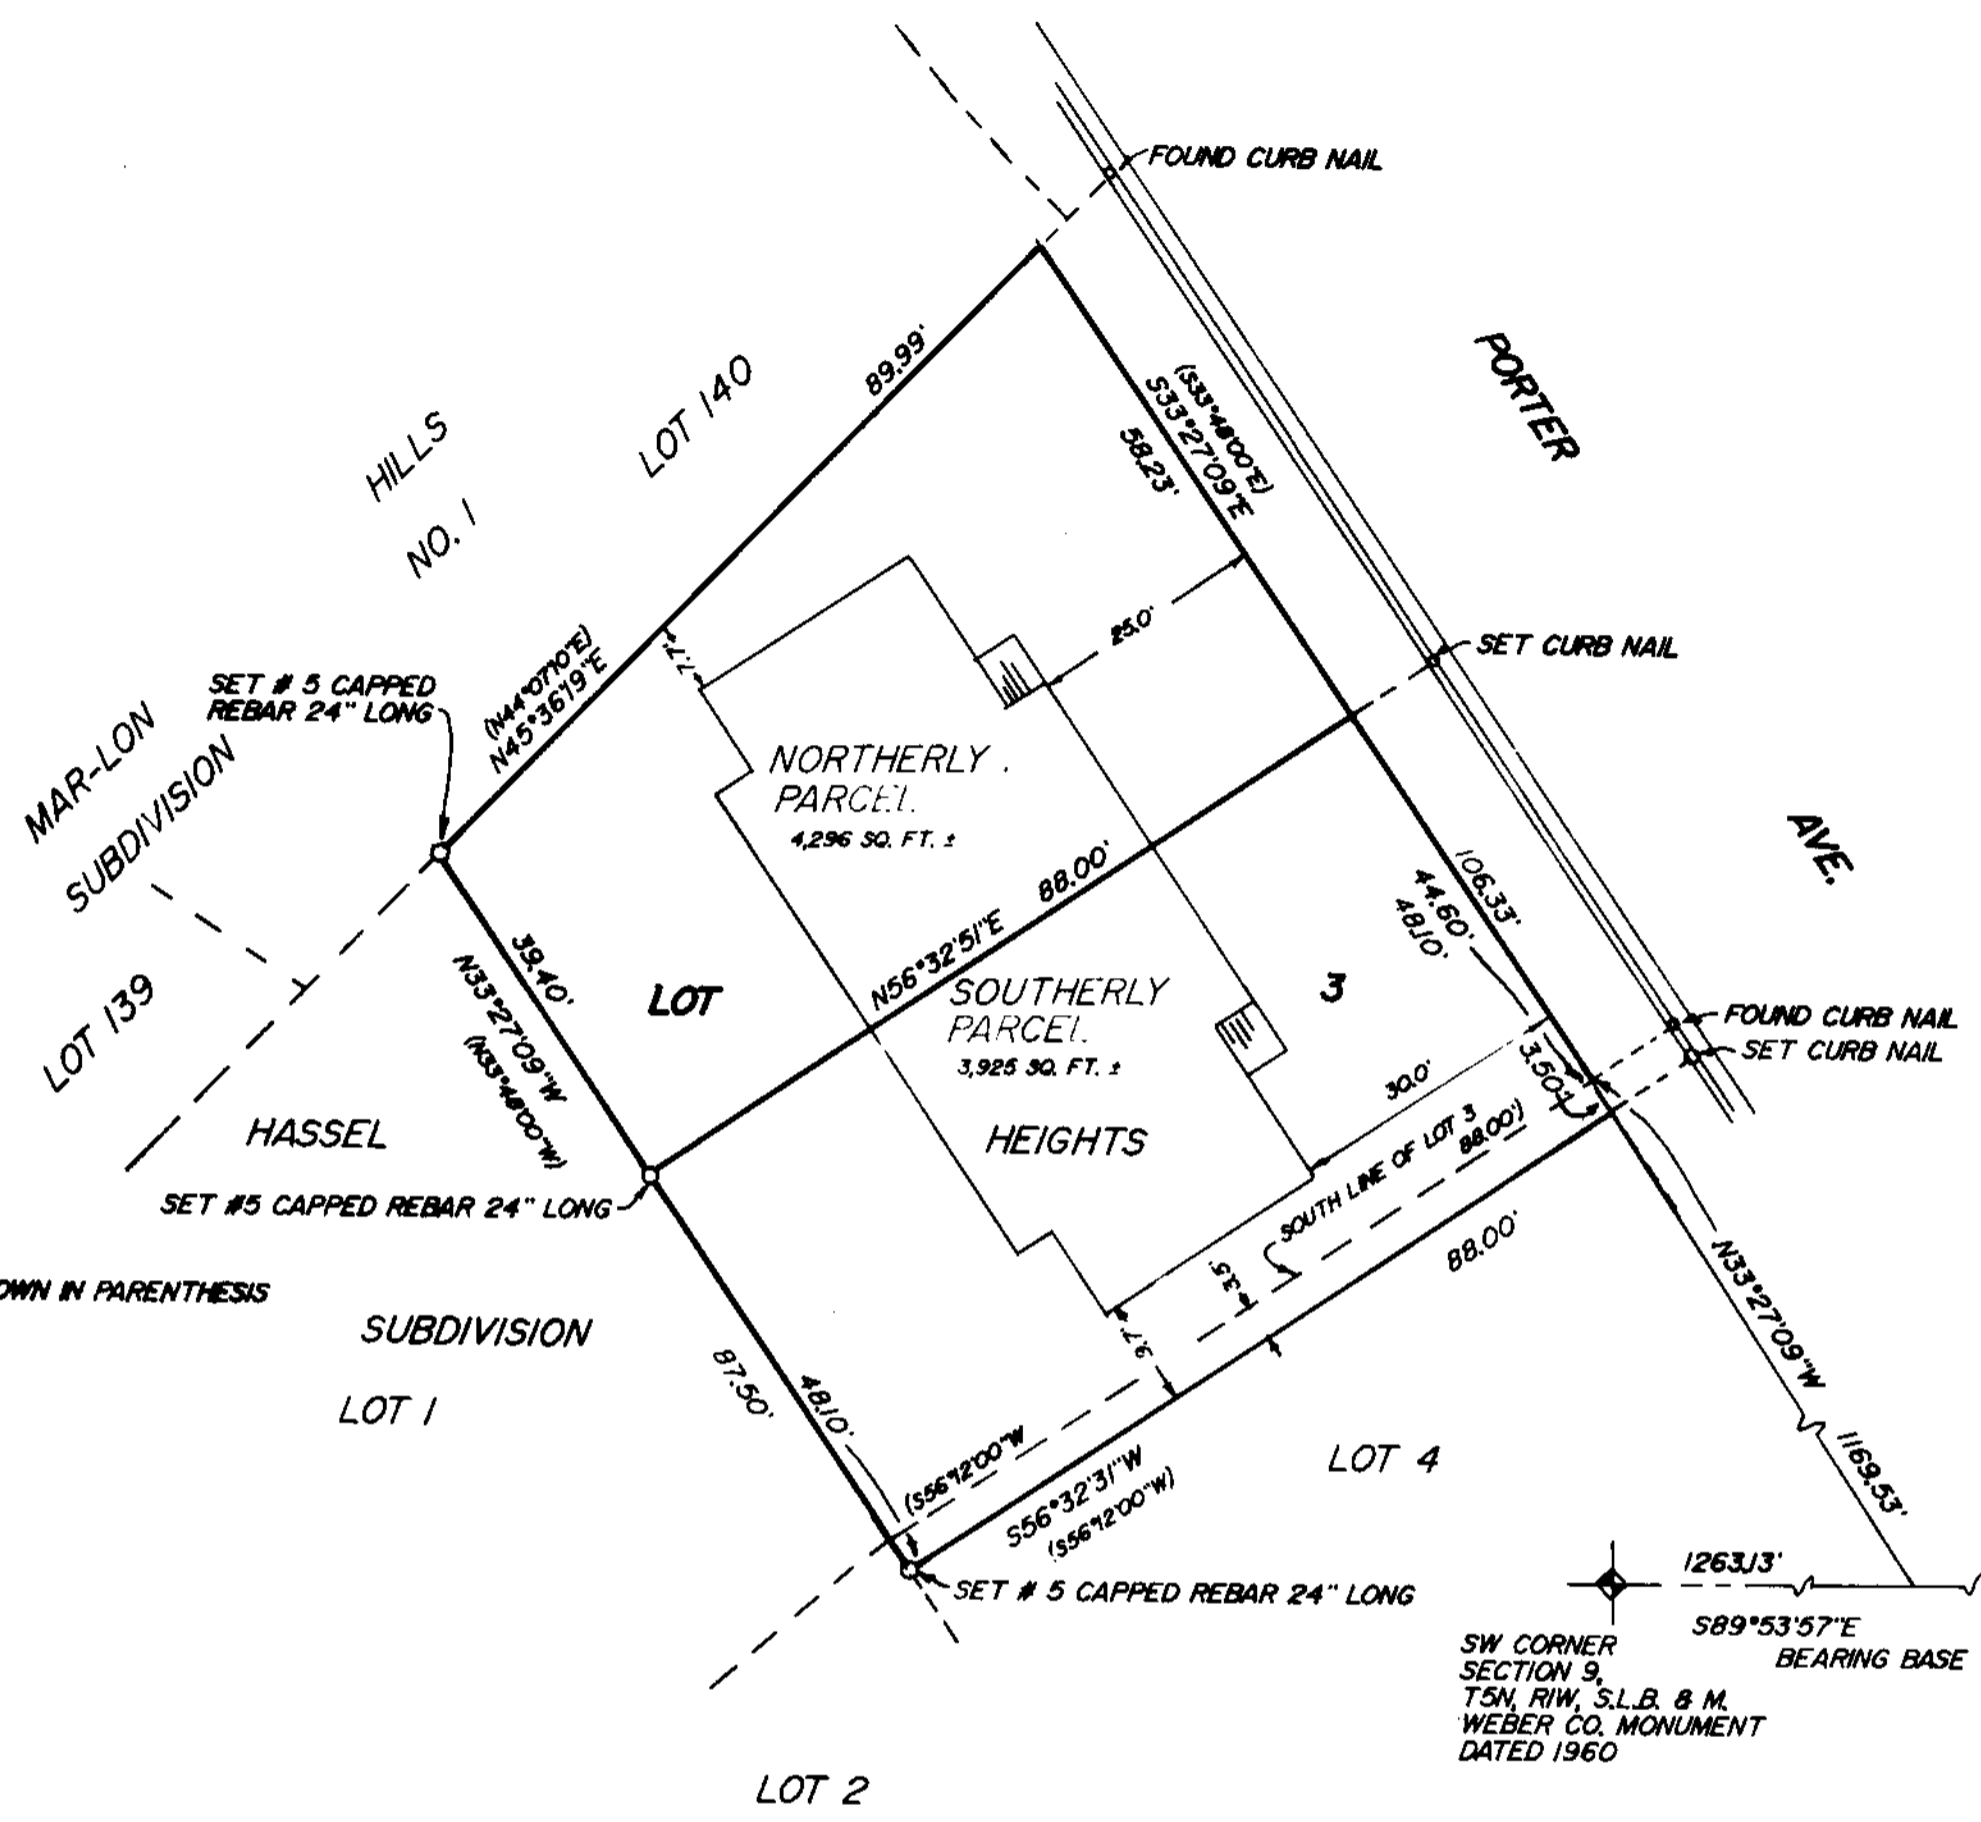 FOUND CURB NAIL
PORTER
AVE.
89.99'
LOT 140
HILLS
NO. 1
(S33°48'00"E)
S33°27'09"E
58.23'
25.0'
SET CURB NAIL
SET # 5 CAPPED
REBAR 24" LONG
(N44°07'10"E)
N45°36'19"E
7.7'
MAR-LON
SUBDIVISION
NORTHERLY
PARCEL
4,296 SQ. FT. ±
88.00'
N56°32'51"E
106.33'
44.60'
48.10'
39.40'
N33°27'09"W
(N33°48'00"W)
LOT
3
SOUTHERLY
PARCEL
3,925 SQ. FT. ±
LOT 139
FOUND CURB NAIL
SET CURB NAIL
3.50'
30.0'
HASSEL
HEIGHTS
SOUTH LINE OF LOT 3
88.00')
SET #5 CAPPED REBAR 24" LONG
88.00'
3.5'
N33°27'09"W
OWN IN PARENTHESIS
SUBDIVISION
9.7'
87.50'
48.10'
LOT 1
(S56°12'00"W
S56°32'31"W
(S56°12'00"W)
LOT 4
1169.53'
SET # 5 CAPPED REBAR 24" LONG
1263.13'
S89°53'57"E
BEARING BASE
SW CORNER
SECTION 9,
T5N, R1W, S.L.B. & M.
WEBER CO. MONUMENT
DATED 1960
LOT 2